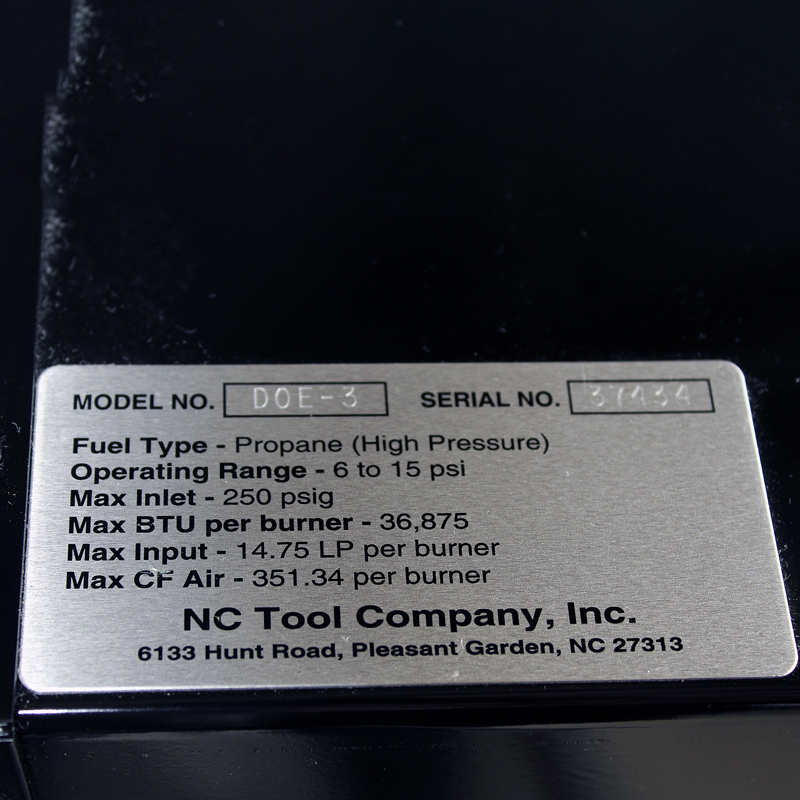 MODEL NO. DOE-3 SERIAL NO. 37434
Fuel Type - Propane (High Pressure)
Operating Range - 6 to 15 psi
Max Inlet - 250 psig
Max BTU per burner - 36,875
Max Input - 14.75 LP per burner
Max CF Air - 351.34 per burner
NC Tool Company, Inc.
6133 Hunt Road, Pleasant Garden, NC 27313